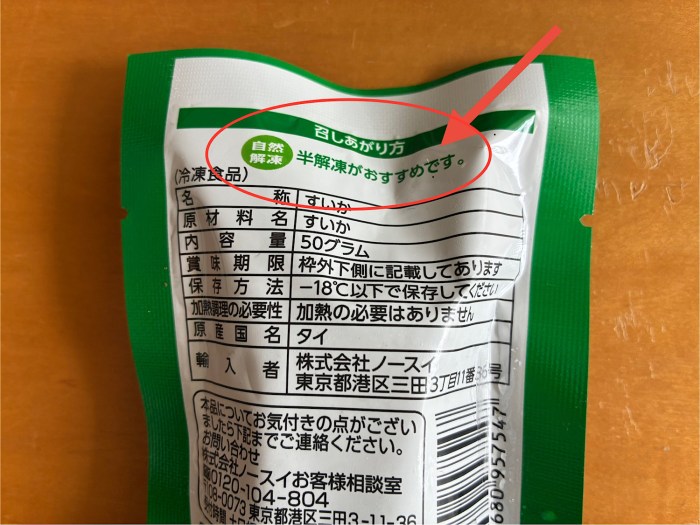 召しあがり方
自然解凍 半解凍がおすすめです。
(冷凍食品)
名称 すいか
原材料名 すいか
内容量 50グラム
賞味期限 枠外下側に記載してあります
保存方法 -18℃以下で保存してください
加熱調理の必要性 加熱の必要はありません
原産国名 タイ
輸入者 株式会社ノースイ
東京都港区三田3丁目11番36号
本品についてお気付きの点がござい
ましたら下記までご連絡ください。
お問い合わせ
株式会社ノースイお客様相談室
0120-104-804
108-0073 東京都港区三田3-11-36
680957547